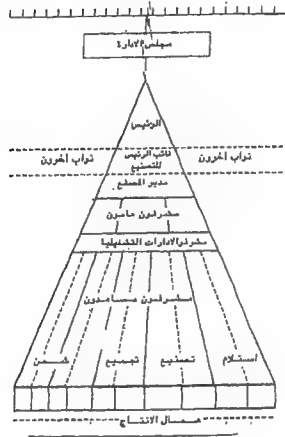 مجلس الادارة
الرئيس
نواب آخرون
نائب الرئيس
للتصنيع
نواب آخرون
مدير المصنع
مشرفون عامون
مشرفو الادارات التشغيلية
مشرفون مساعدون
استلام
تصنيع
تجميع
شحن
عمال الانتاج